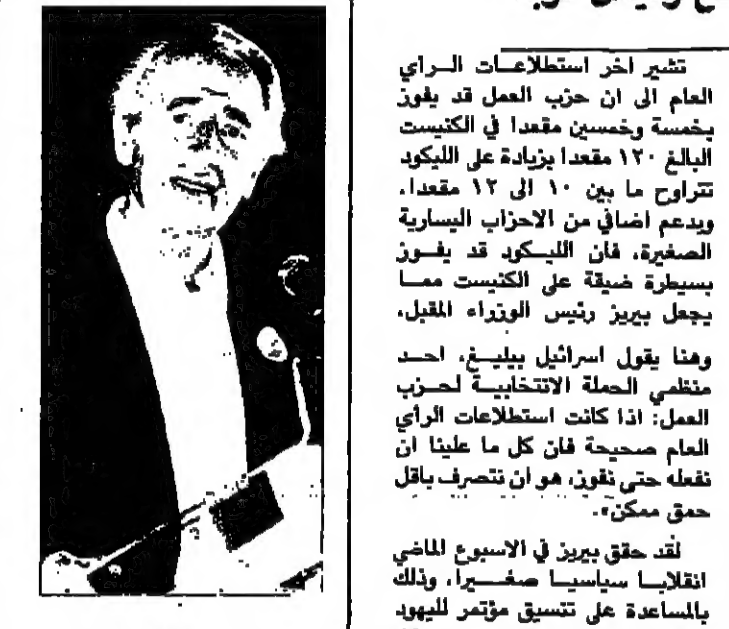 تشير اخر استطلاعات الرأي
العام الى ان حزب العمل قد يفوز
بخمسة وخمسين مقعدا في الكنيست
البالغ ١٢٠ مقعدا بزيادة على الليكود
تتراوح ما بين ١٠ الى ١٢ مقعدا.
وبدعم اضافي من الاحزاب اليسارية
الصغيرة، فأن الليكود قد يفوز
بسيطرة ضيقة على الكنيست مما
يجعل بيريز رئيس الوزراء المقبل.
وهنا يقول اسرائيل بيليغ، احد
منظمي الحملة الانتخابية لحزب
العمل: اذا كانت استطلاعات الرأي
العام صحيحة فان كل ما علينا ان
نفعله حتى نفوز، هو ان نتصرف باقل
حمق ممكن».
لقد حقق بيريز في الاسبوع الماضي
انقلابا سياسيا صغيرا، وذلك
بالمساعدة على تنسيق مؤتمر لليهود